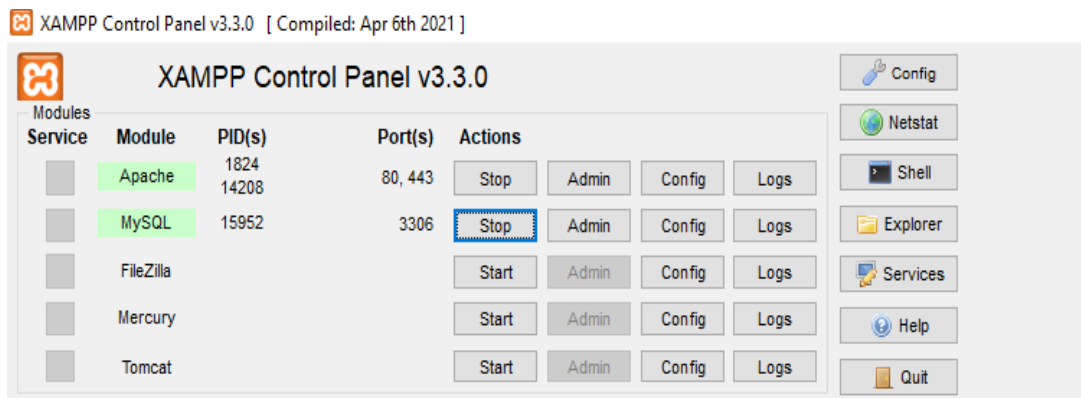 XAMPP Control Panel v3.3.0 [ Compiled: Apr 6th 2021 ]
XAMPP Control Panel v3.3.0
Modules
Service Module PID(s) Port(s) Actions
Apache 1824 14208 80, 443 Stop Admin Config Logs
MySQL 15952 3306 Stop Admin Config Logs
FileZilla Start Admin Config Logs
Mercury Start Admin Config Logs
Tomcat Start Admin Config Logs
Config
Netstat
Shell
Explorer
Services
Help
Quit